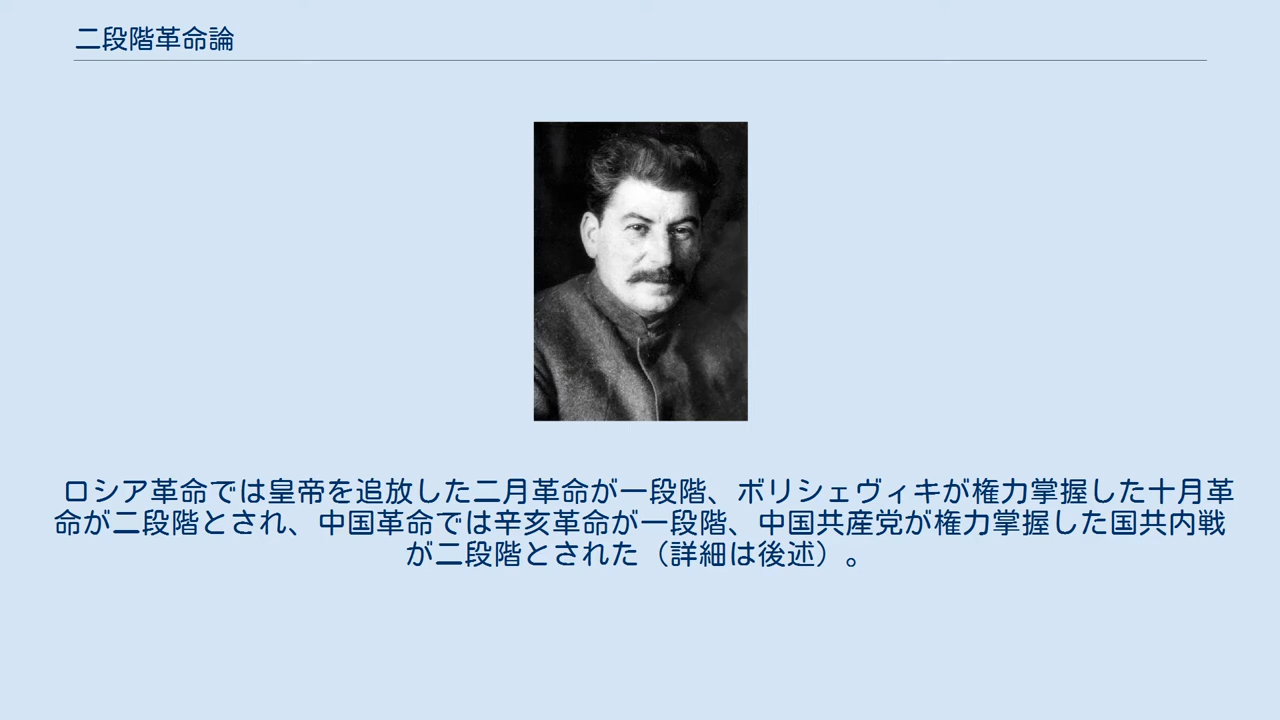 二段階革命論
ロシア革命では皇帝を追放した二月革命が一段階、ボリシェヴィキが権力掌握した十月革
命が二段階とされ、中国革命では辛亥革命が一段階、中国共産党が権力掌握した国共内戦
が二段階とされた（詳細は後述）。